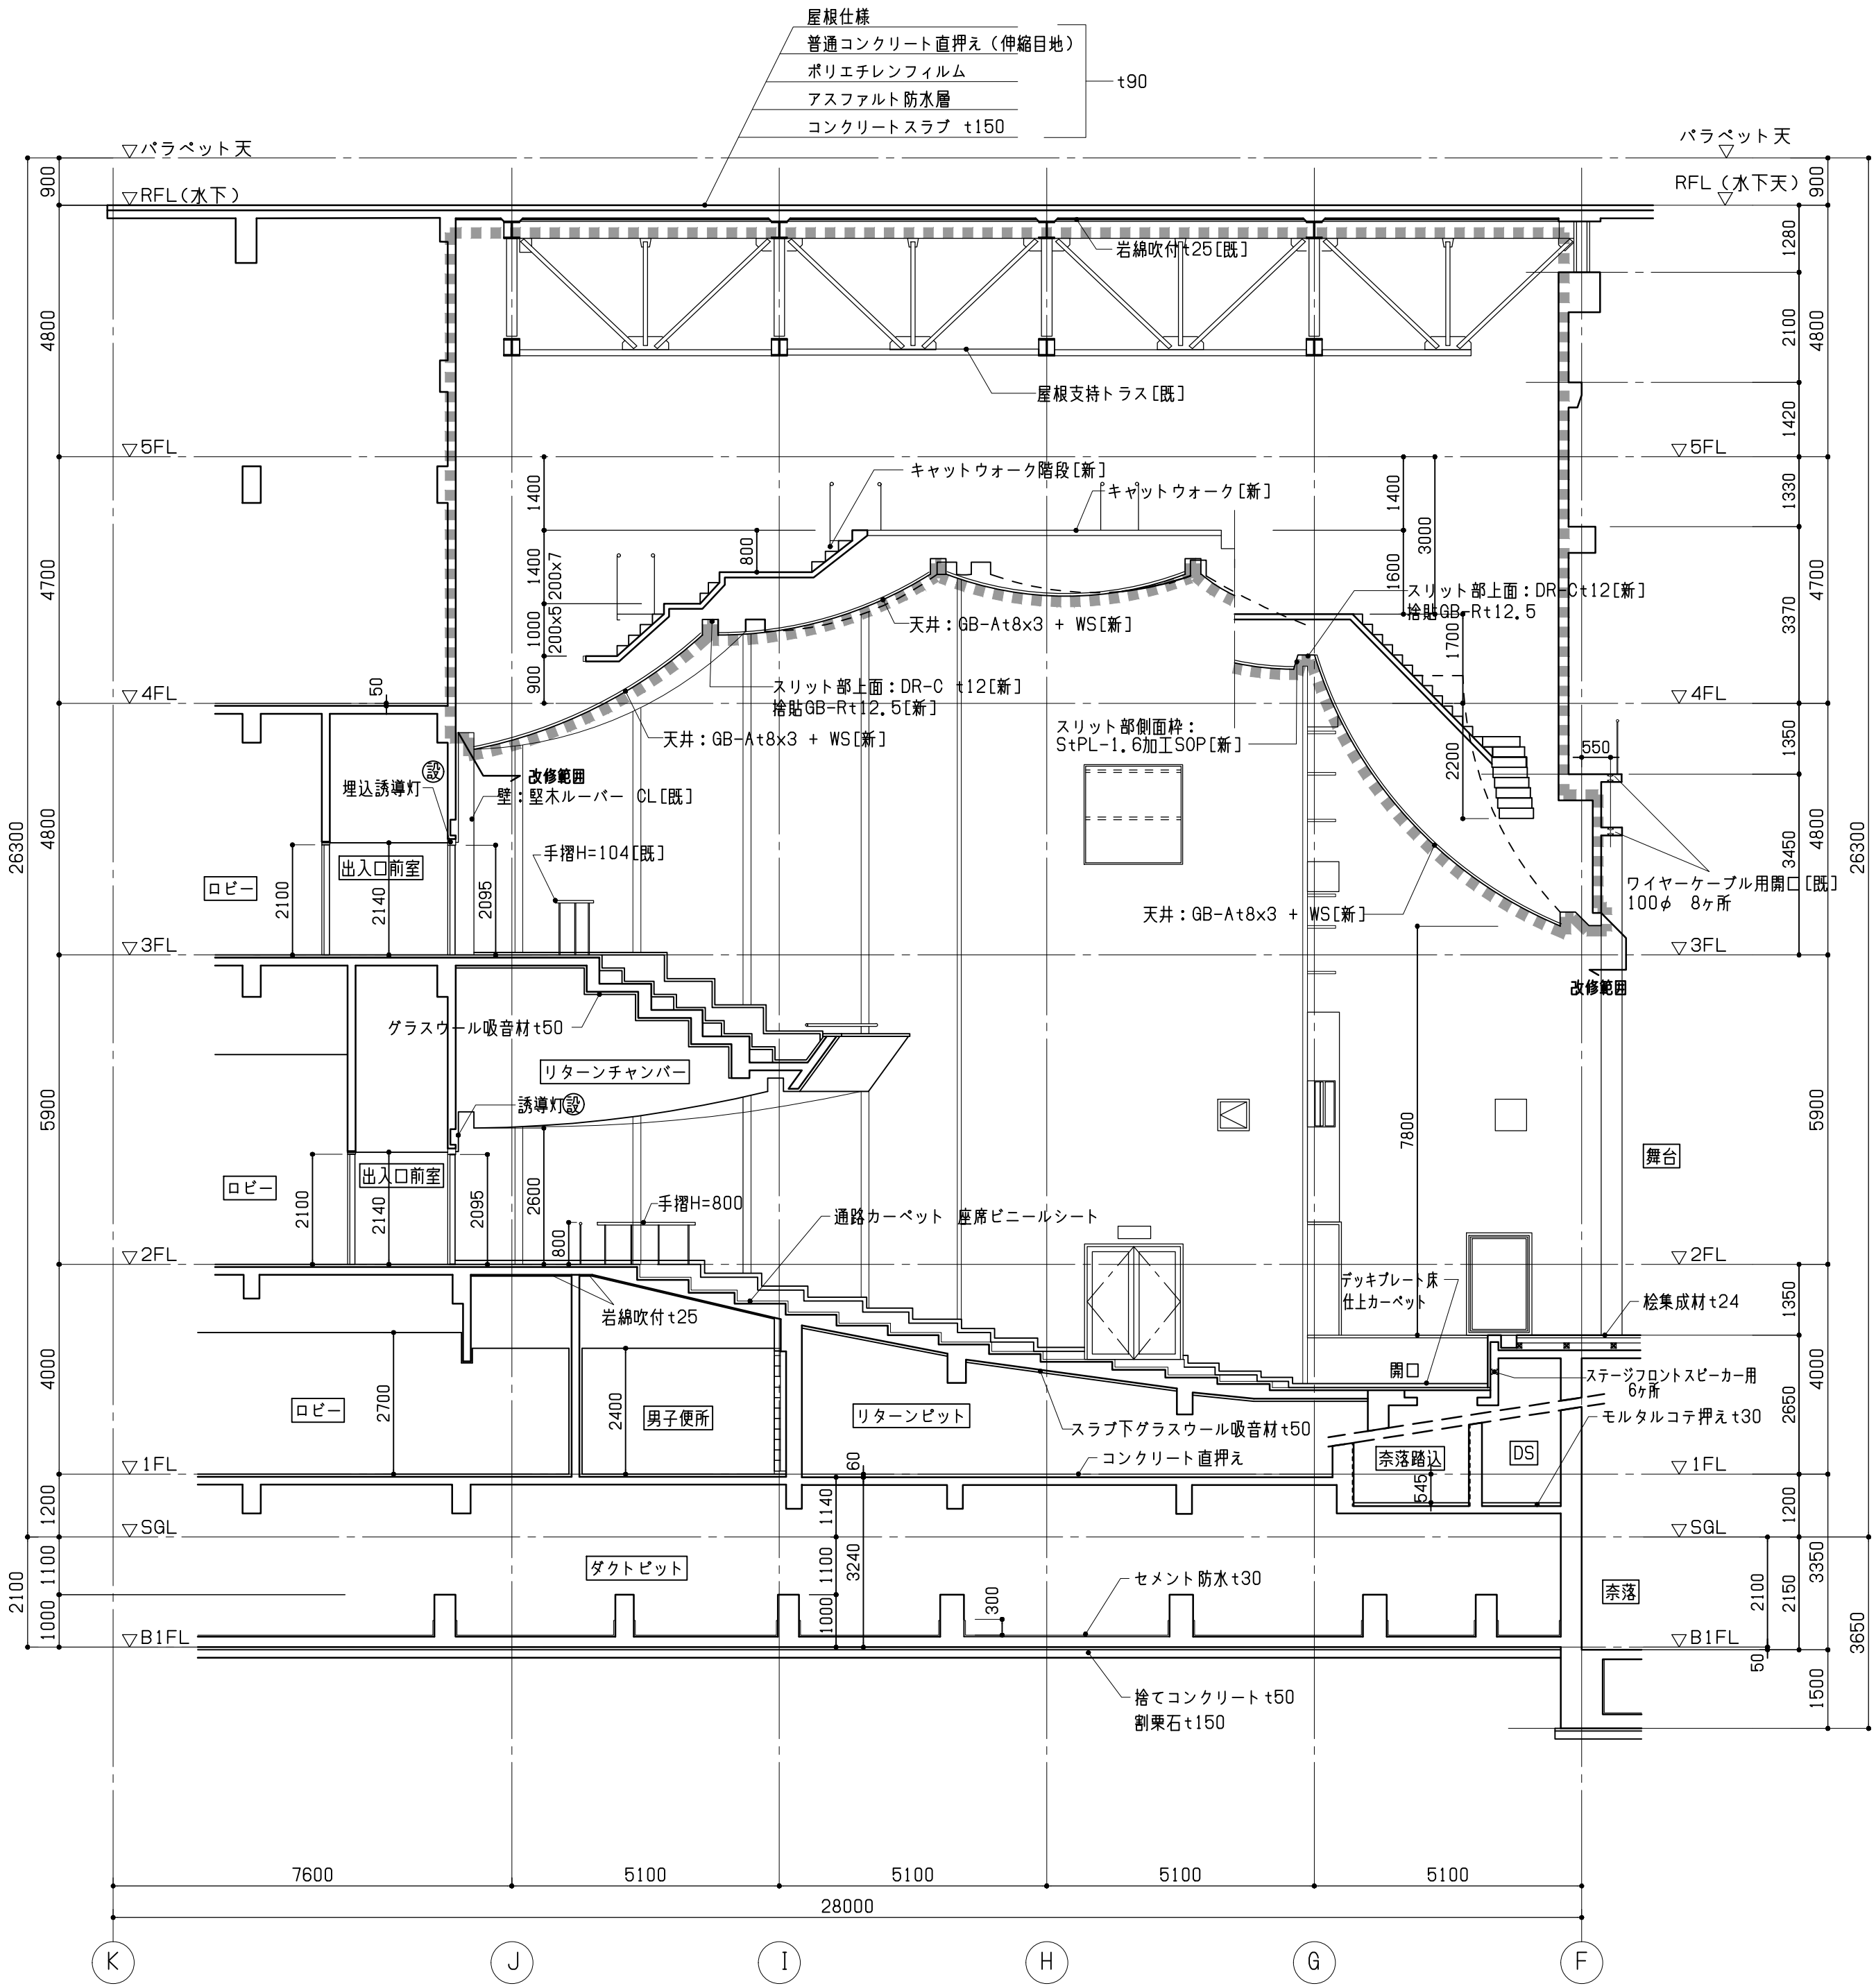 屋根仕様
普通コンクリート直押え（伸縮目地）
ポリエチレンフィルム
アスファルト防水層
コンクリートスラブ t150
t90
▽パラペット天
パラペット天
▽
▽RFL(水下)
RFL（水下天）
▽
900
900
岩綿吹付t25[既]
1280
4800
2100
4800
屋根支持トラス[既]
1420
▽5FL
▽5FL
キャットウォーク階段[新]
キャットウォーク[新]
1400
1400
3000
1330
800
1400
200x7
1600
4700
4700
スリット部上面：DR-Ct12[新]
捨貼GB-Rt12.5
1000
200x5
天井：GB-At8x3 + WS[新]
1700
3370
900
50
スリット部上面：DR-C t12[新]
捨貼GB-Rt12.5[新]
▽4FL
▽4FL
スリット部側面枠：
StPL-1.6加工SOP[新]
天井：GB-At8x3 + WS[新]
2200
1350
550
改修範囲
設
埋込誘導灯
壁：堅木ルーバー CL[既]
26300
4800
手摺H=104[既]
3450
4800
26300
出入口前室
ロビー
2100
2140
2095
ワイヤーケーブル用開口[既]
100φ 8ヶ所
天井：GB-At8x3 + WS[新]
▽3FL
▽3FL
改修範囲
グラスウール吸音材t50
リターンチャンバー
5900
誘導灯設
7800
5900
舞台
出入口前室
ロビー
2100
2140
2095
2600
手摺H=800
800
通路カーペット 座席ビニールシート
▽2FL
▽2FL
デッキプレート床
仕上カーペット
岩綿吹付t25
桧集成材t24
1350
4000
4000
開口
ステージフロントスピーカー用
6ヶ所
ロビー
2700
2400
男子便所
リターンピット
スラブ下グラスウール吸音材t50
モルタルコテ押え t30
2650
コンクリート直押え
奈落踏込
DS
60
545
▽1FL
▽1FL
1200
1140
1200
▽SGL
▽SGL
ダクトピット
1100
1100
3240
2100
1000
1000
セメント防水t30
300
奈落
2100
2150
3350
3650
▽B1FL
▽B1FL
50
1500
捨てコンクリート t50
割栗石t150
7600
5100
5100
5100
5100
28000
K
J
I
H
G
F